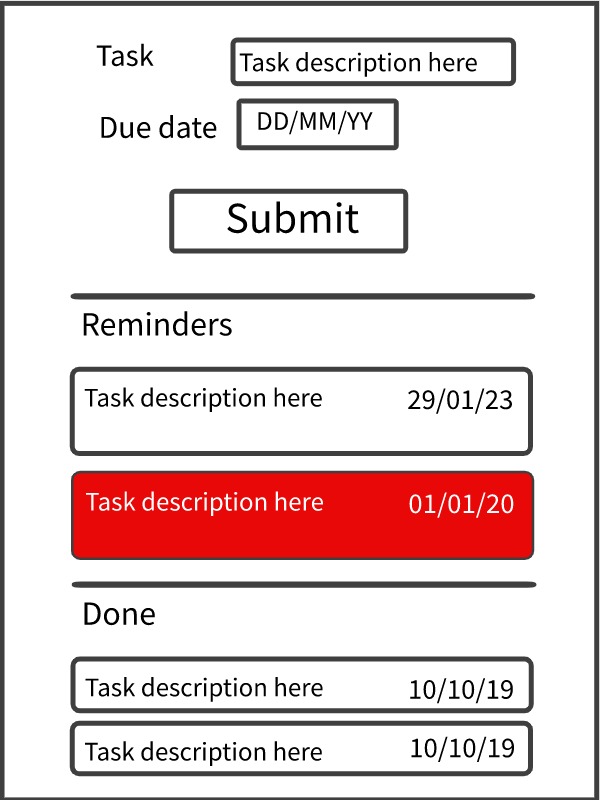 Task Task description here
Due date DD/MM/YY
Submit
Reminders
Task description here 29/01/23
Task description here 01/01/20
Done
Task description here 10/10/19
Task description here 10/10/19